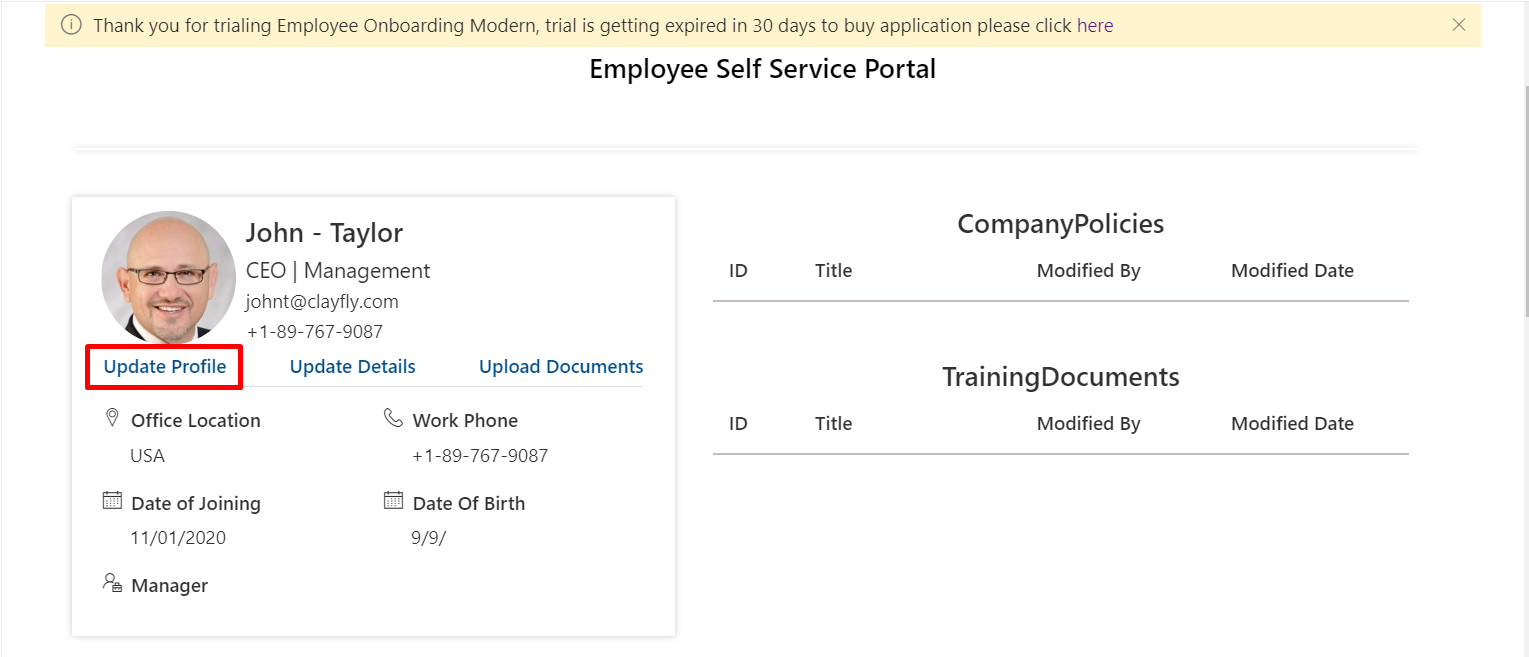 Thank you for trialing Employee Onboarding Modern, trial is getting expired in 30 days to buy application please click here
Employee Self Service Portal
John - Taylor
CEO | Management
johnt@clayfly.com
+1-89-767-9087
Update Profile Update Details Upload Documents
Office Location Work Phone
USA +1-89-767-9087
Date of Joining Date Of Birth
11/01/2020 9/9/
Manager
CompanyPolicies
ID Title Modified By Modified Date
TrainingDocuments
ID Title Modified By Modified Date